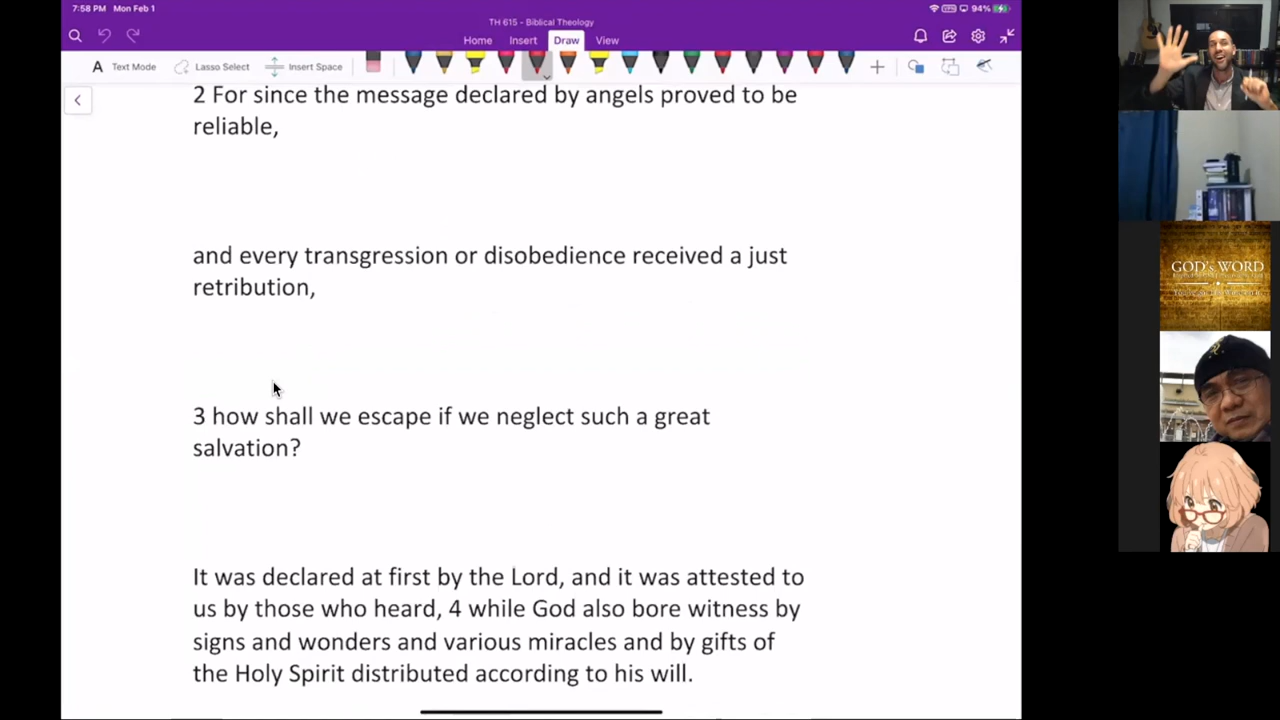 7:58 PM Mon Feb 1
94%
TH 615 - Biblical Theology
Home Insert Draw View
A Text Mode Lasso Select Insert Space
2 For since the message declared by angels proved to be
reliable,
and every transgression or disobedience received a just
retribution,
3 how shall we escape if we neglect such a great
salvation?
It was declared at first by the Lord, and it was attested to
us by those who heard, 4 while God also bore witness by
signs and wonders and various miracles and by gifts of
the Holy Spirit distributed according to his will.
GOD's WORD